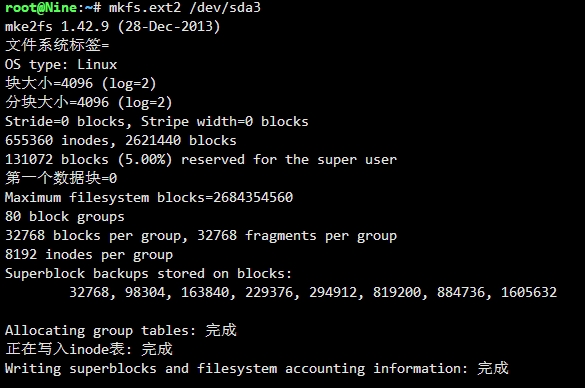 root@Nine:~# mkfs.ext2 /dev/sda3
mke2fs 1.42.9 (28-Dec-2013)
文件系统标签=
OS type: Linux
块大小=4096 (log=2)
分块大小=4096 (log=2)
Stride=0 blocks, Stripe width=0 blocks
655360 inodes, 2621440 blocks
131072 blocks (5.00%) reserved for the super user
第一个数据块=0
Maximum filesystem blocks=2684354560
80 block groups
32768 blocks per group, 32768 fragments per group
8192 inodes per group
Superblock backups stored on blocks:
32768, 98304, 163840, 229376, 294912, 819200, 884736, 1605632
Allocating group tables: 完成
正在写入inode表: 完成
Writing superblocks and filesystem accounting information: 完成